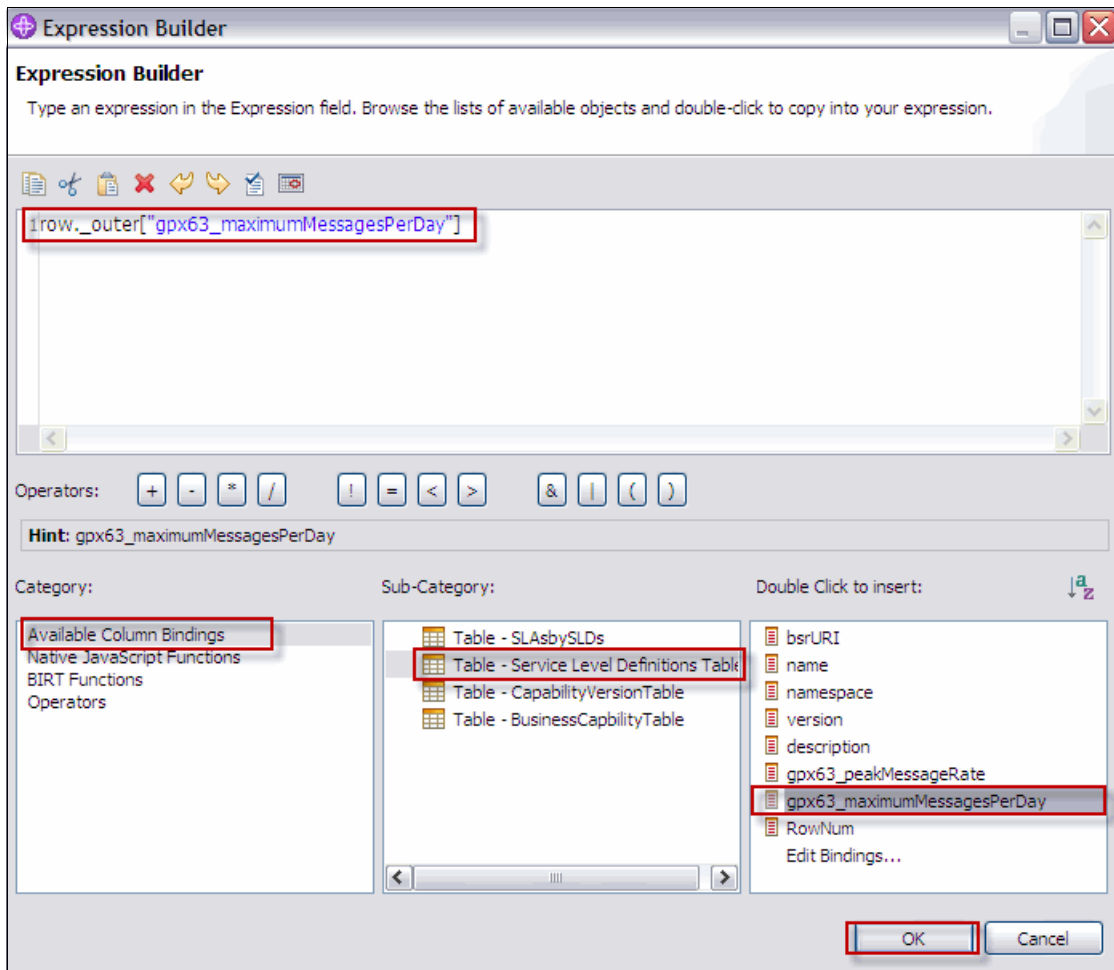 Expression Builder
Expression Builder
Type an expression in the Expression field. Browse the lists of available objects and double-click to copy into your expression.
1row._outer["gpx63_maximumMessagesPerDay"]
Operators: + - * / ! = < > & | ( )
Hint: gpx63_maximumMessagesPerDay
Category:
Available Column Bindings
Native JavaScript Functions
BIRT Functions
Operators
Sub-Category:
Table - SLAsbySLDs
Table - Service Level Definitions Table
Table - CapabilityVersionTable
Table - BusinessCapbilityTable
Double Click to insert:
bsrURI
name
namespace
version
description
gpx63_peakMessageRate
gpx63_maximumMessagesPerDay
RowNum
Edit Bindings...
OK Cancel